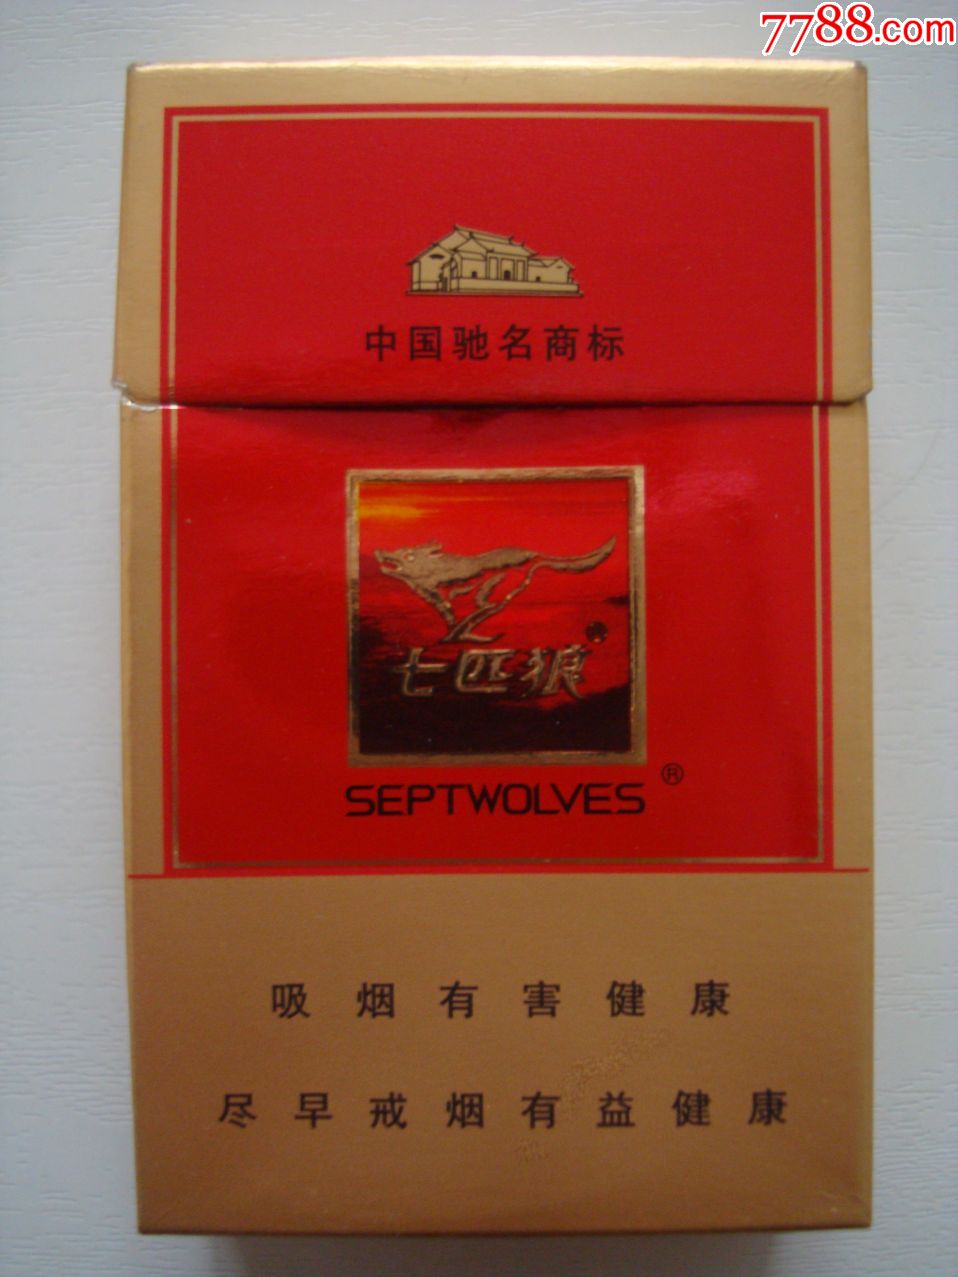 7788.com
中国驰名商标
七匹狼
SEPTWOLVES®
吸烟有害健康
尽早戒烟有益健康